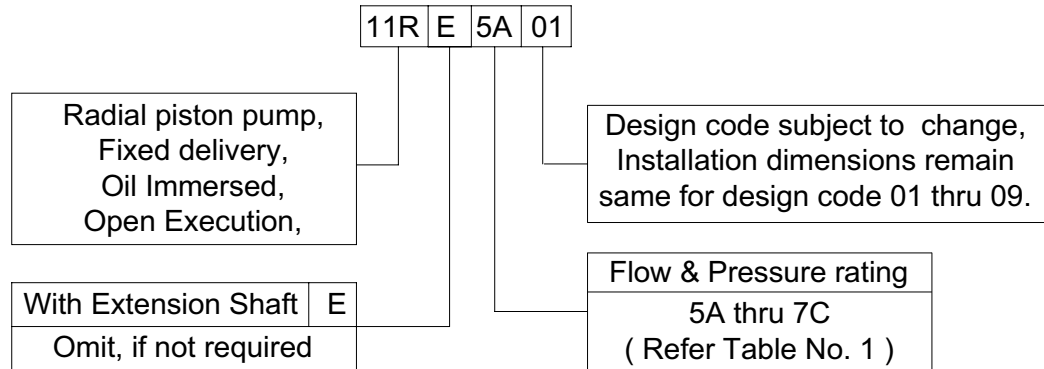 11R E 5A 01
Radial piston pump,
Fixed delivery,
Oil Immersed,
Open Execution,
Design code subject to change,
Installation dimensions remain
same for design code 01 thru 09.
With Extension Shaft E
Omit, if not required
Flow & Pressure rating
5A thru 7C
( Refer Table No. 1 )